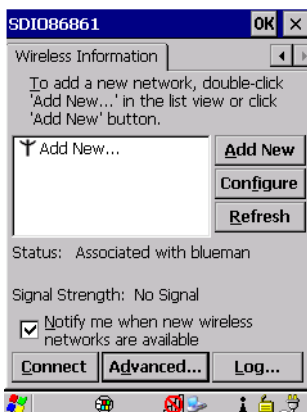 SDIO86861 OK ×
Wireless Information
To add a new network, double-click
'Add New...' in the list view or click
'Add New' button.
Add New...
Add New
Configure
Refresh
Status: Associated with blueman
Signal Strength: No Signal
Notify me when new wireless
networks are available
Connect Advanced... Log...